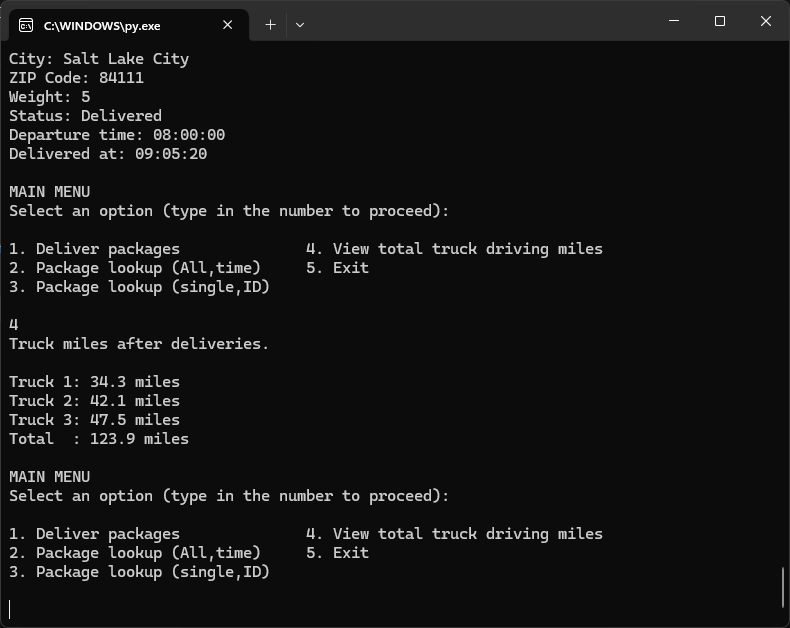 C:\WINDOWS\py.exe
City: Salt Lake City
ZIP Code: 84111
Weight: 5
Status: Delivered
Departure time: 08:00:00
Delivered at: 09:05:20
MAIN MENU
Select an option (type in the number to proceed):
1. Deliver packages              4. View total truck driving miles
2. Package lookup (All,time)     5. Exit
3. Package lookup (single,ID)
4
Truck miles after deliveries.
Truck 1: 34.3 miles
Truck 2: 42.1 miles
Truck 3: 47.5 miles
Total  : 123.9 miles
MAIN MENU
Select an option (type in the number to proceed):
1. Deliver packages              4. View total truck driving miles
2. Package lookup (All,time)     5. Exit
3. Package lookup (single,ID)